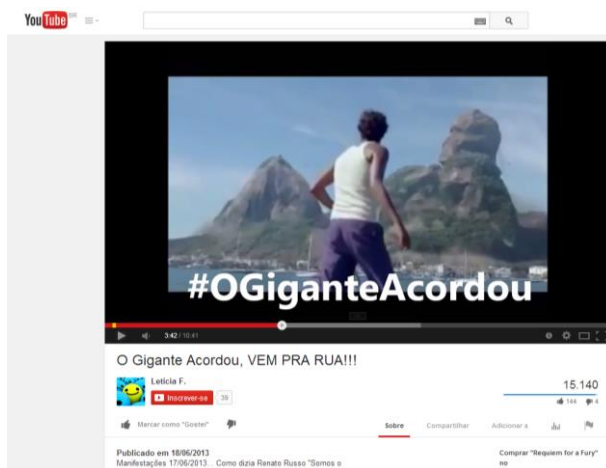 YouTube BR
#OGiganteAcordou
3:42 / 10:41
O Gigante Acordou, VEM PRA RUA!!!
Letícia F.
Inscrever-se 39
15.140
144 4
Marcar como "Gostei"
Sobre Compartilhar Adicionar a
Publicado em 18/06/2013
Manifestações 17/06/2013... Como dizia Renato Russo "Somos o
Comprar "Requiem for a Fury"
no